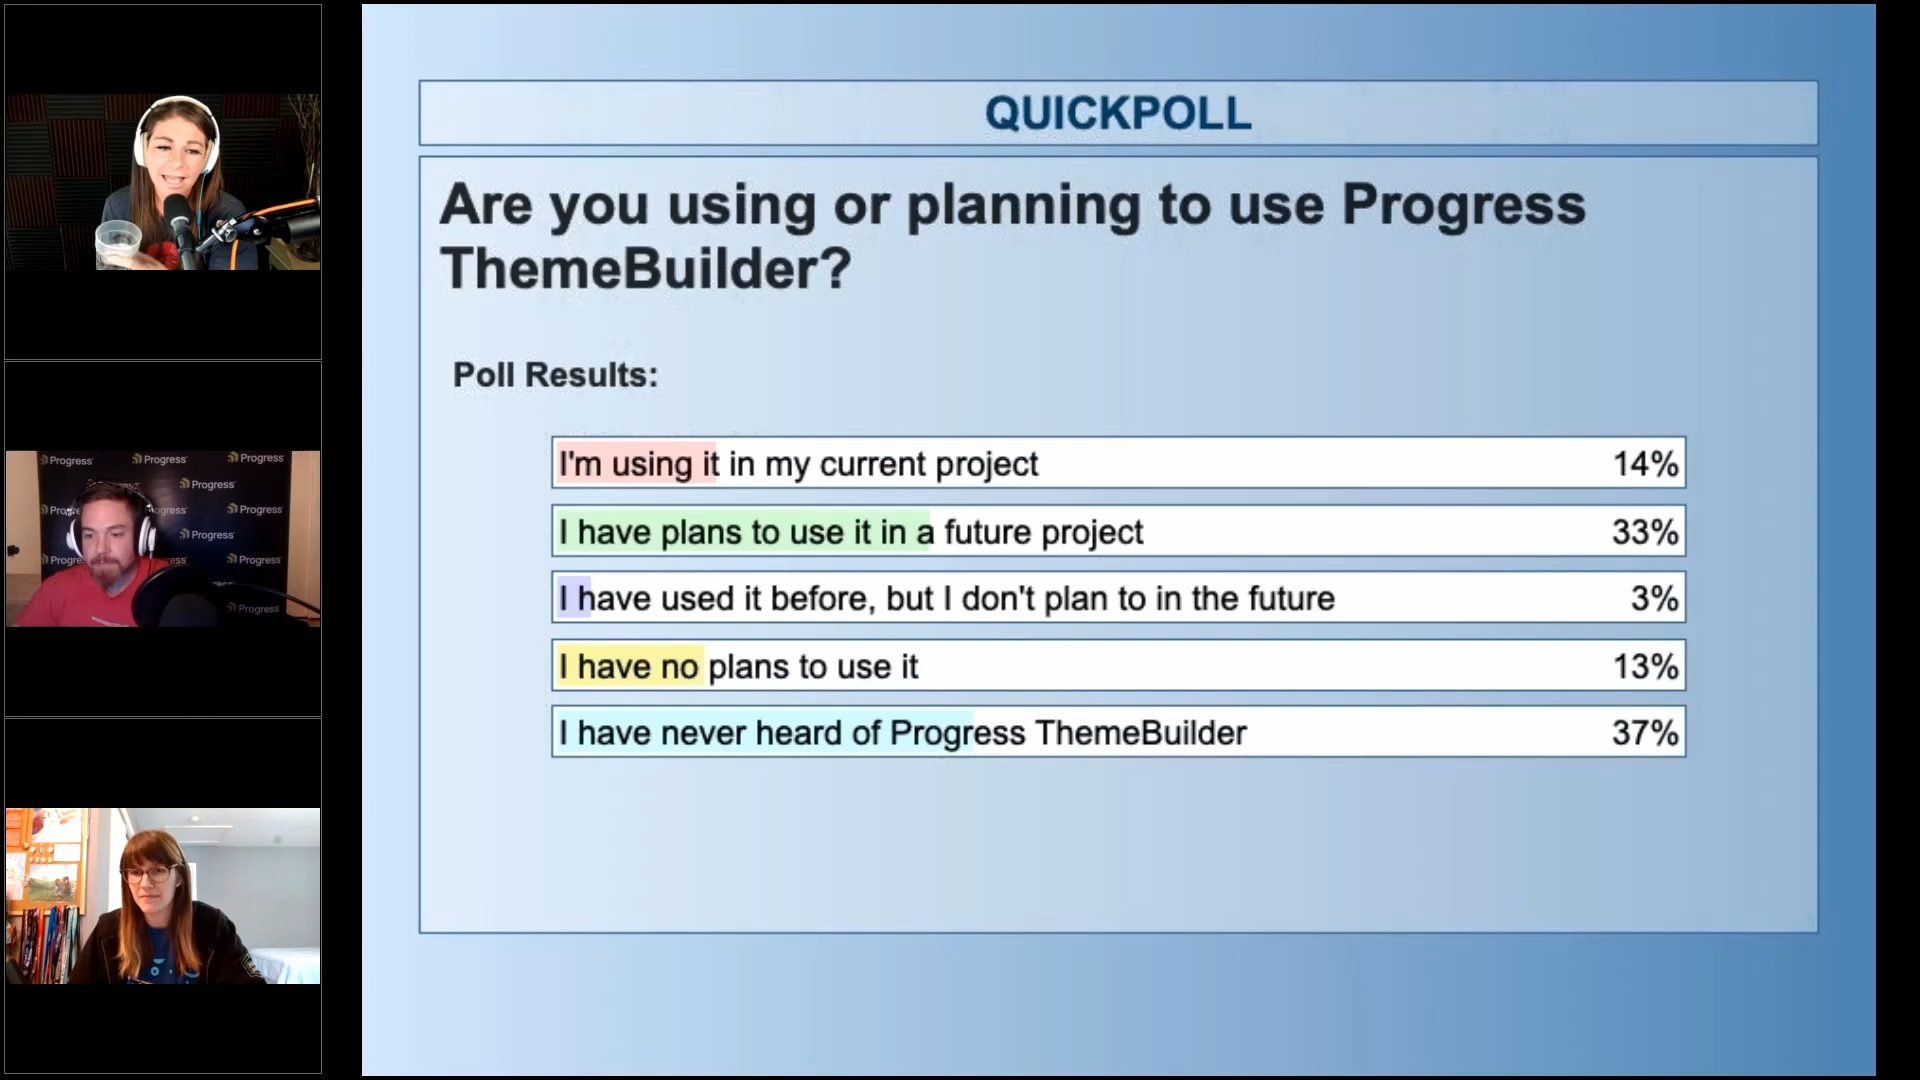 QUICKPOLL
Are you using or planning to use Progress
ThemeBuilder?
Poll Results:
I'm using it in my current project 14%
I have plans to use it in a future project 33%
I have used it before, but I don't plan to in the future 3%
I have no plans to use it 13%
I have never heard of Progress ThemeBuilder 37%
Progress Progress Progress
Progress
Progress
Progress
Progress
Progress